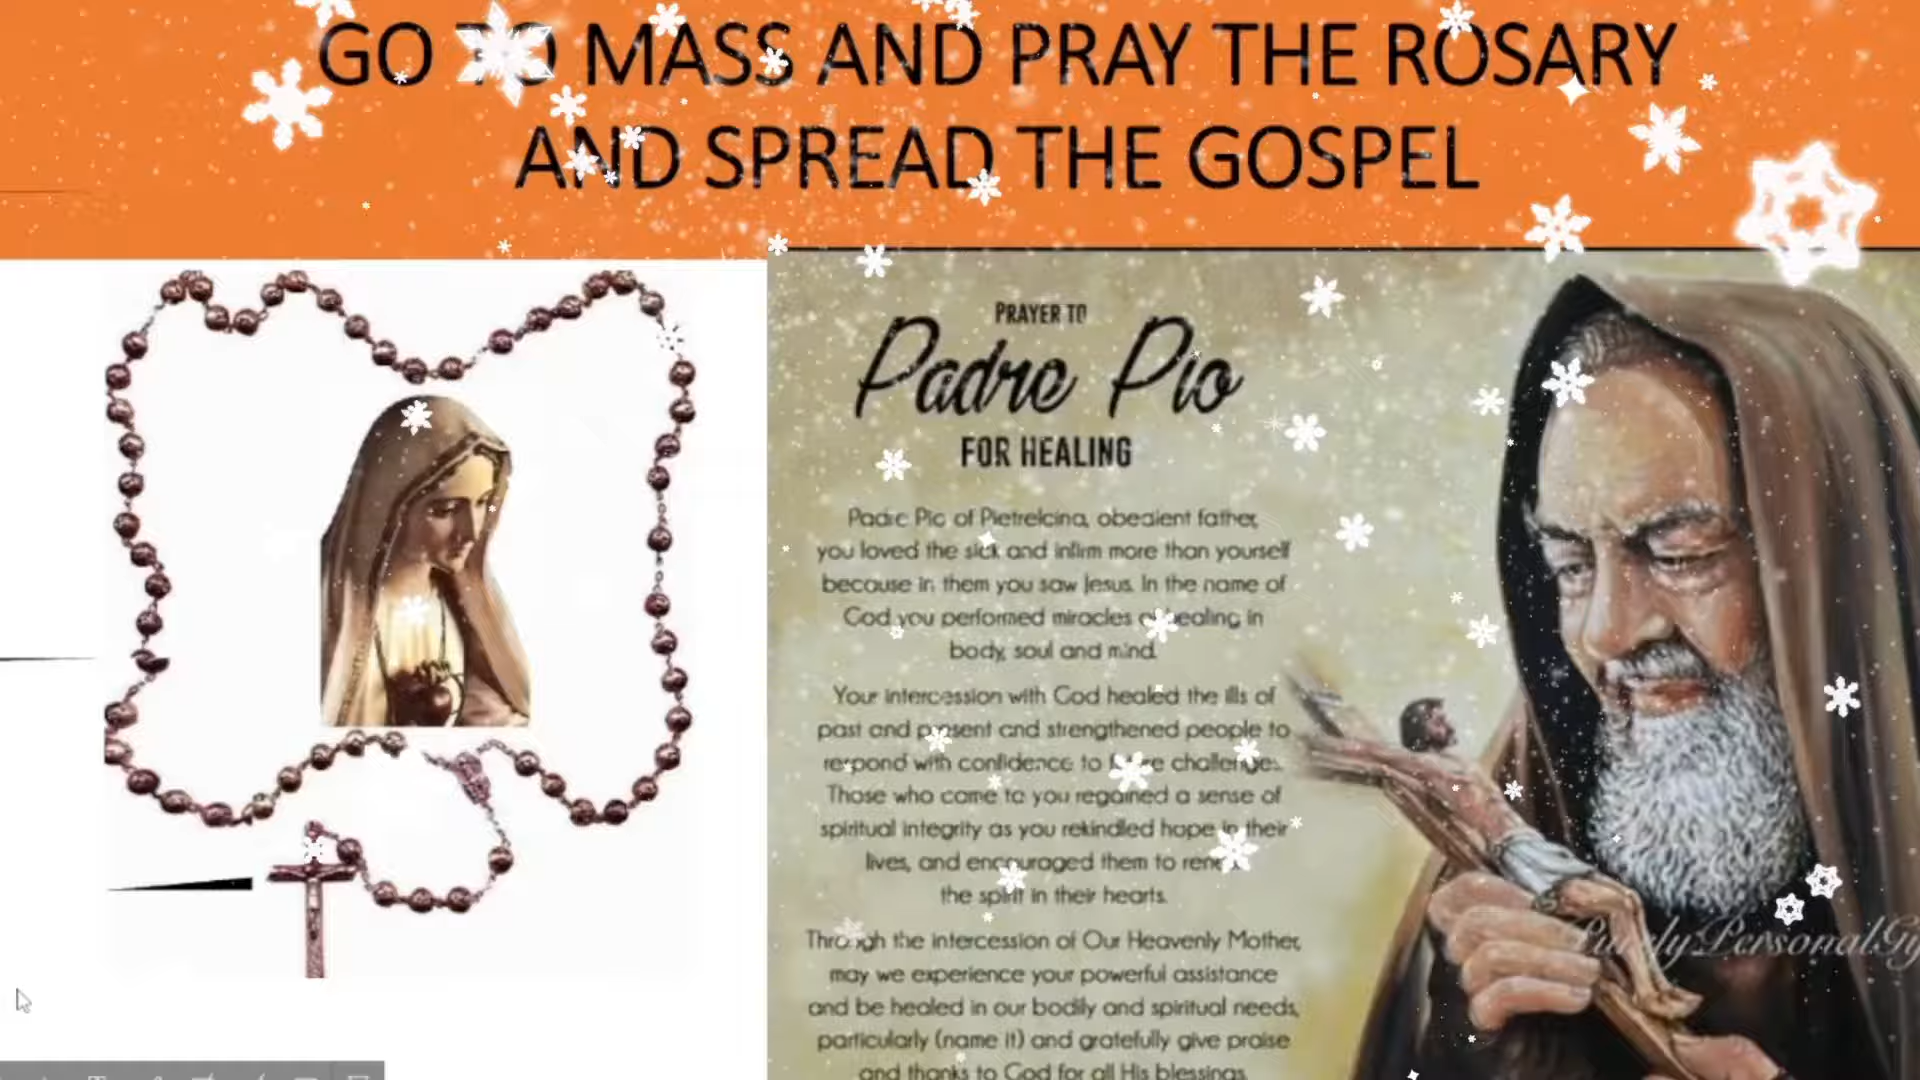 GO TO MASS AND PRAY THE ROSARY
AND SPREAD THE GOSPEL
PRAYER TO
Padre Pio
FOR HEALING
Padre Pio of Pietrelcina, obedient father,
you loved the sick and infirm more than yourself
because in them you saw Jesus. In the name of
God you performed miracles of healing in
body, soul and mind.
Your intercession with God healed the ills of
past and present and strengthened people to
respond with confidence to future challenges.
Those who came to you regained a sense of
spiritual integrity as you rekindled hope in their
lives, and encouraged them to renew
the spirit in their hearts.
Through the intercession of Our Heavenly Mother,
may we experience your powerful assistance
and be healed in our bodily and spiritual needs,
particularly (name it) and gratefully give praise
and thanks to God for all His blessings.